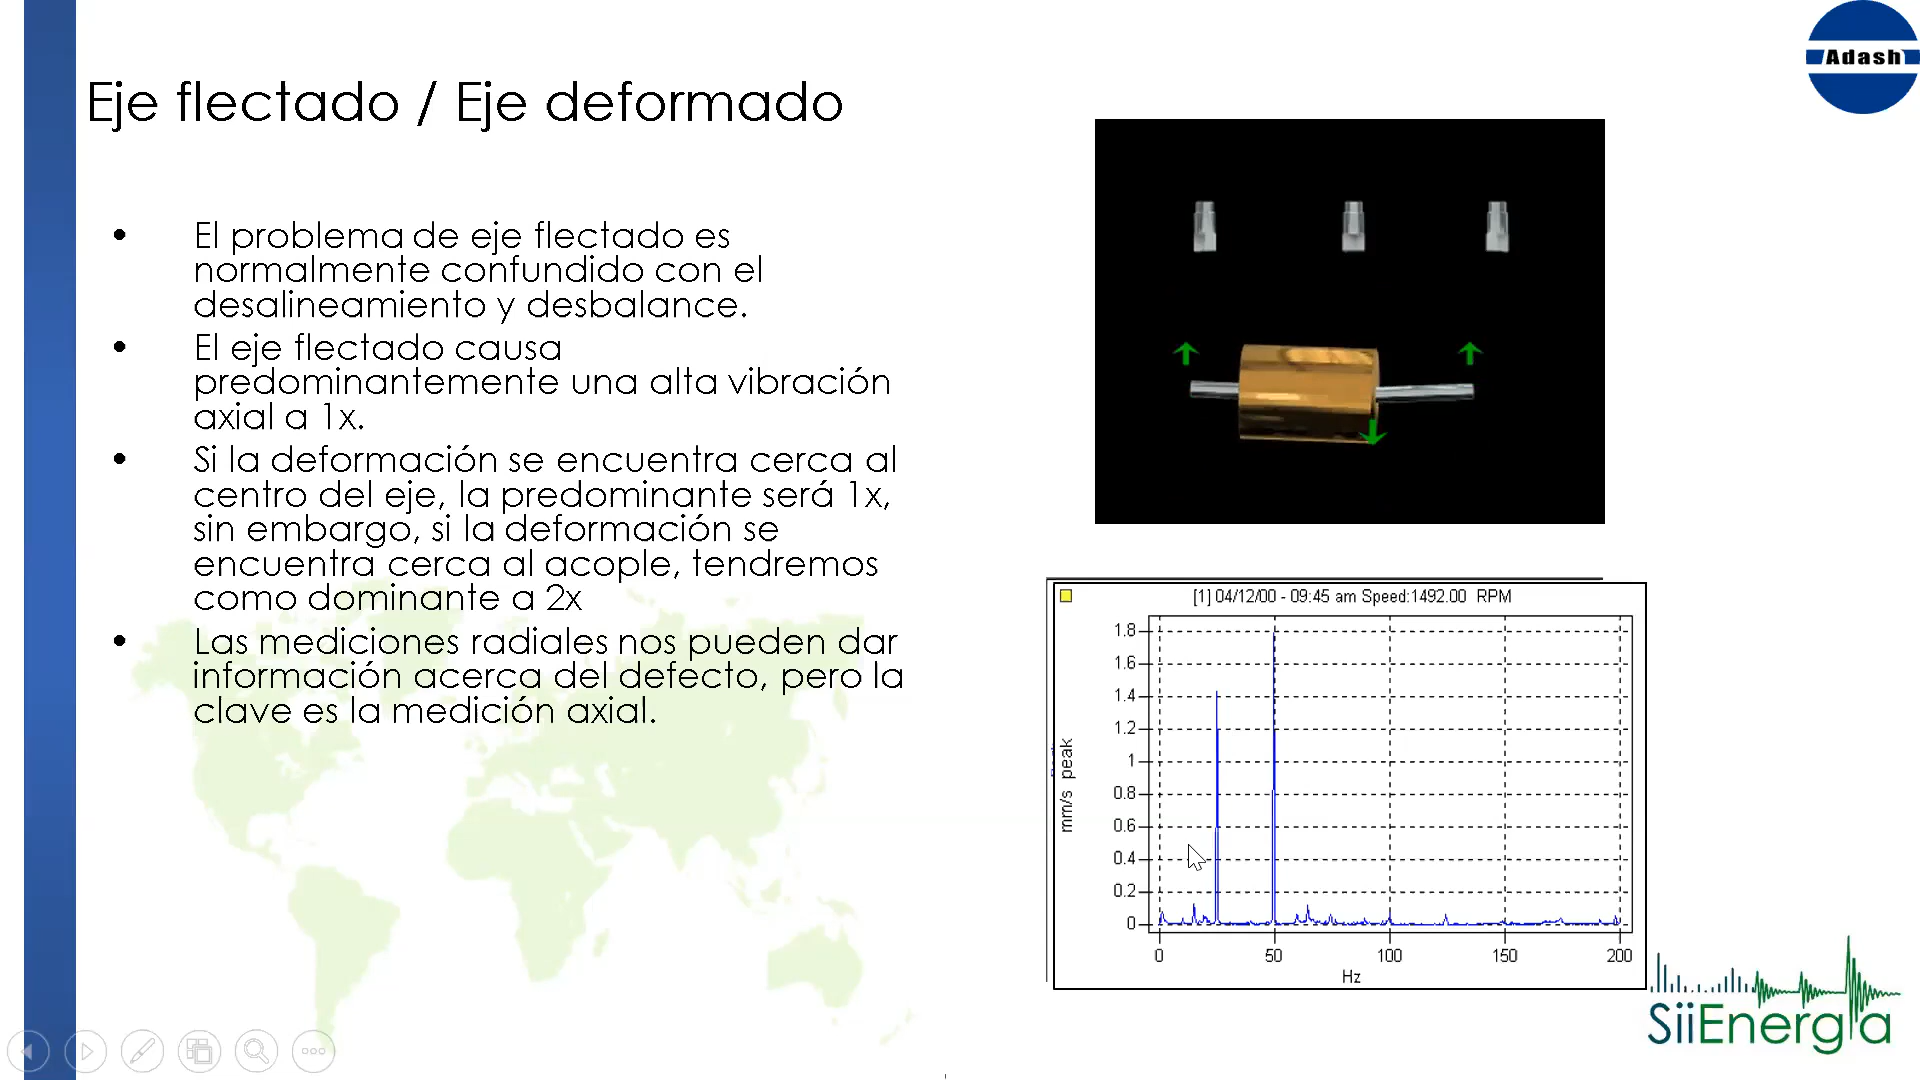 Adash
Eje flectado / Eje deformado
• El problema de eje flectado es
normalmente confundido con el
desalineamiento y desbalance.
• El eje flectado causa
predominantemente una alta vibración
axial a 1x.
• Si la deformación se encuentra cerca al
centro del eje, la predominante será 1x,
sin embargo, si la deformación se
encuentra cerca al acople, tendremos
como dominante a 2x
• Las mediciones radiales nos pueden dar
información acerca del defecto, pero la
clave es la medición axial.
[1] 04/12/00 - 09:45 am Speed:1492.00 RPM
1.8
1.6
1.4
1.2
1
0.8
0.6
0.4
0.2
0
mm/s peak
0 50 100 150 200
Hz
SiiEnergía